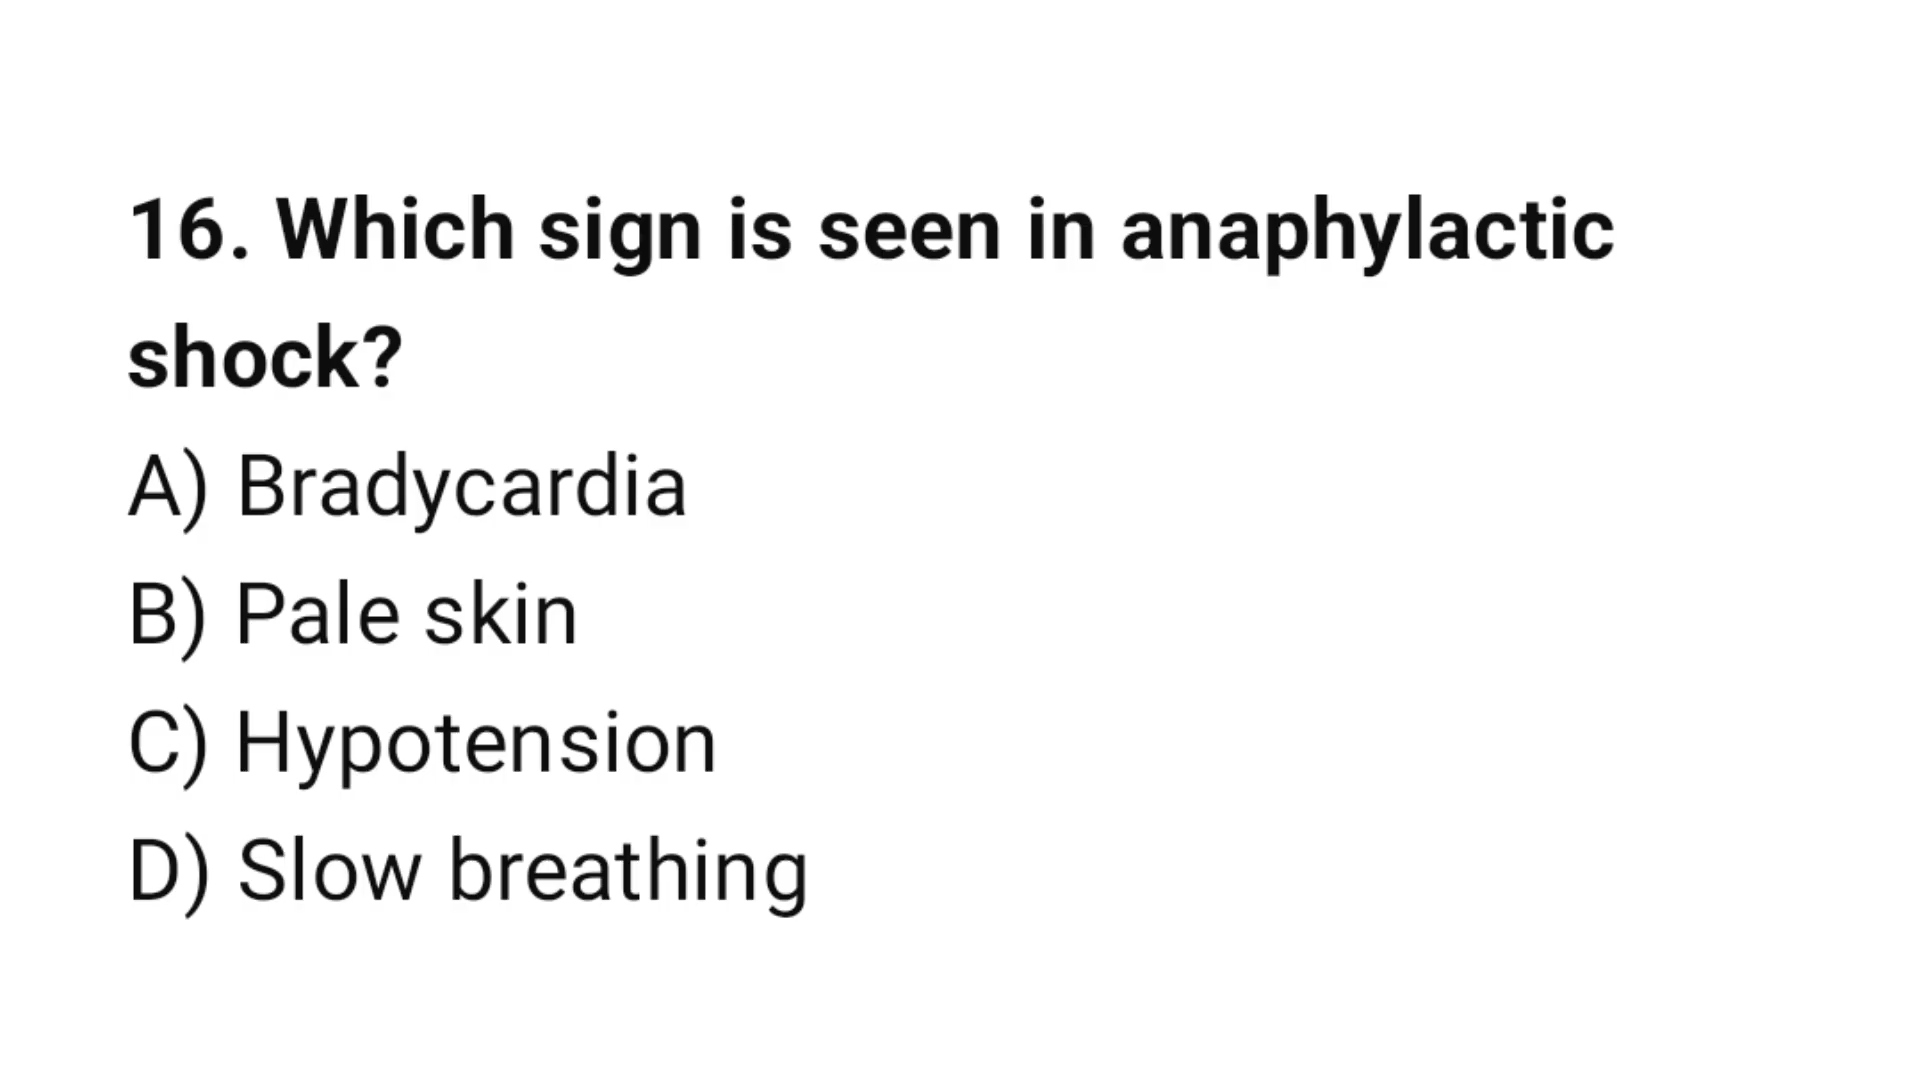 16. Which sign is seen in anaphylactic
shock?
A) Bradycardia
B) Pale skin
C) Hypotension
D) Slow breathing